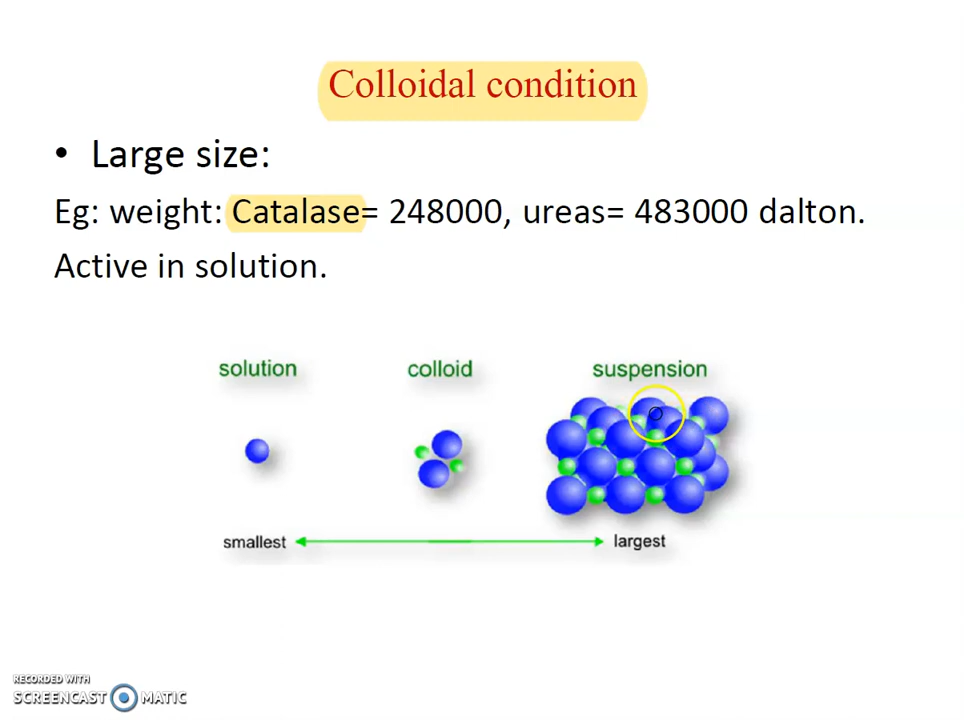 Colloidal condition
• Large size:
Eg: weight: Catalase= 248000, ureas= 483000 dalton.
Active in solution.
solution colloid suspension
smallest largest
RECORDED WITH
SCREENCAST MATIC